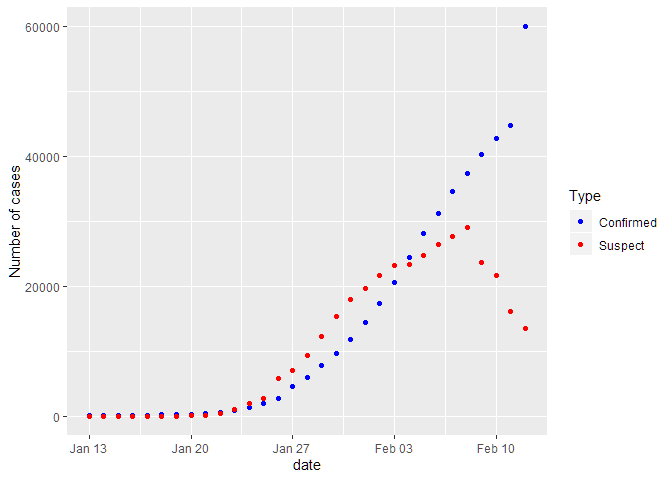 60000
40000
20000
0
Number of cases
Jan 13 Jan 20 Jan 27 Feb 03 Feb 10
date
Type
Confirmed
Suspect